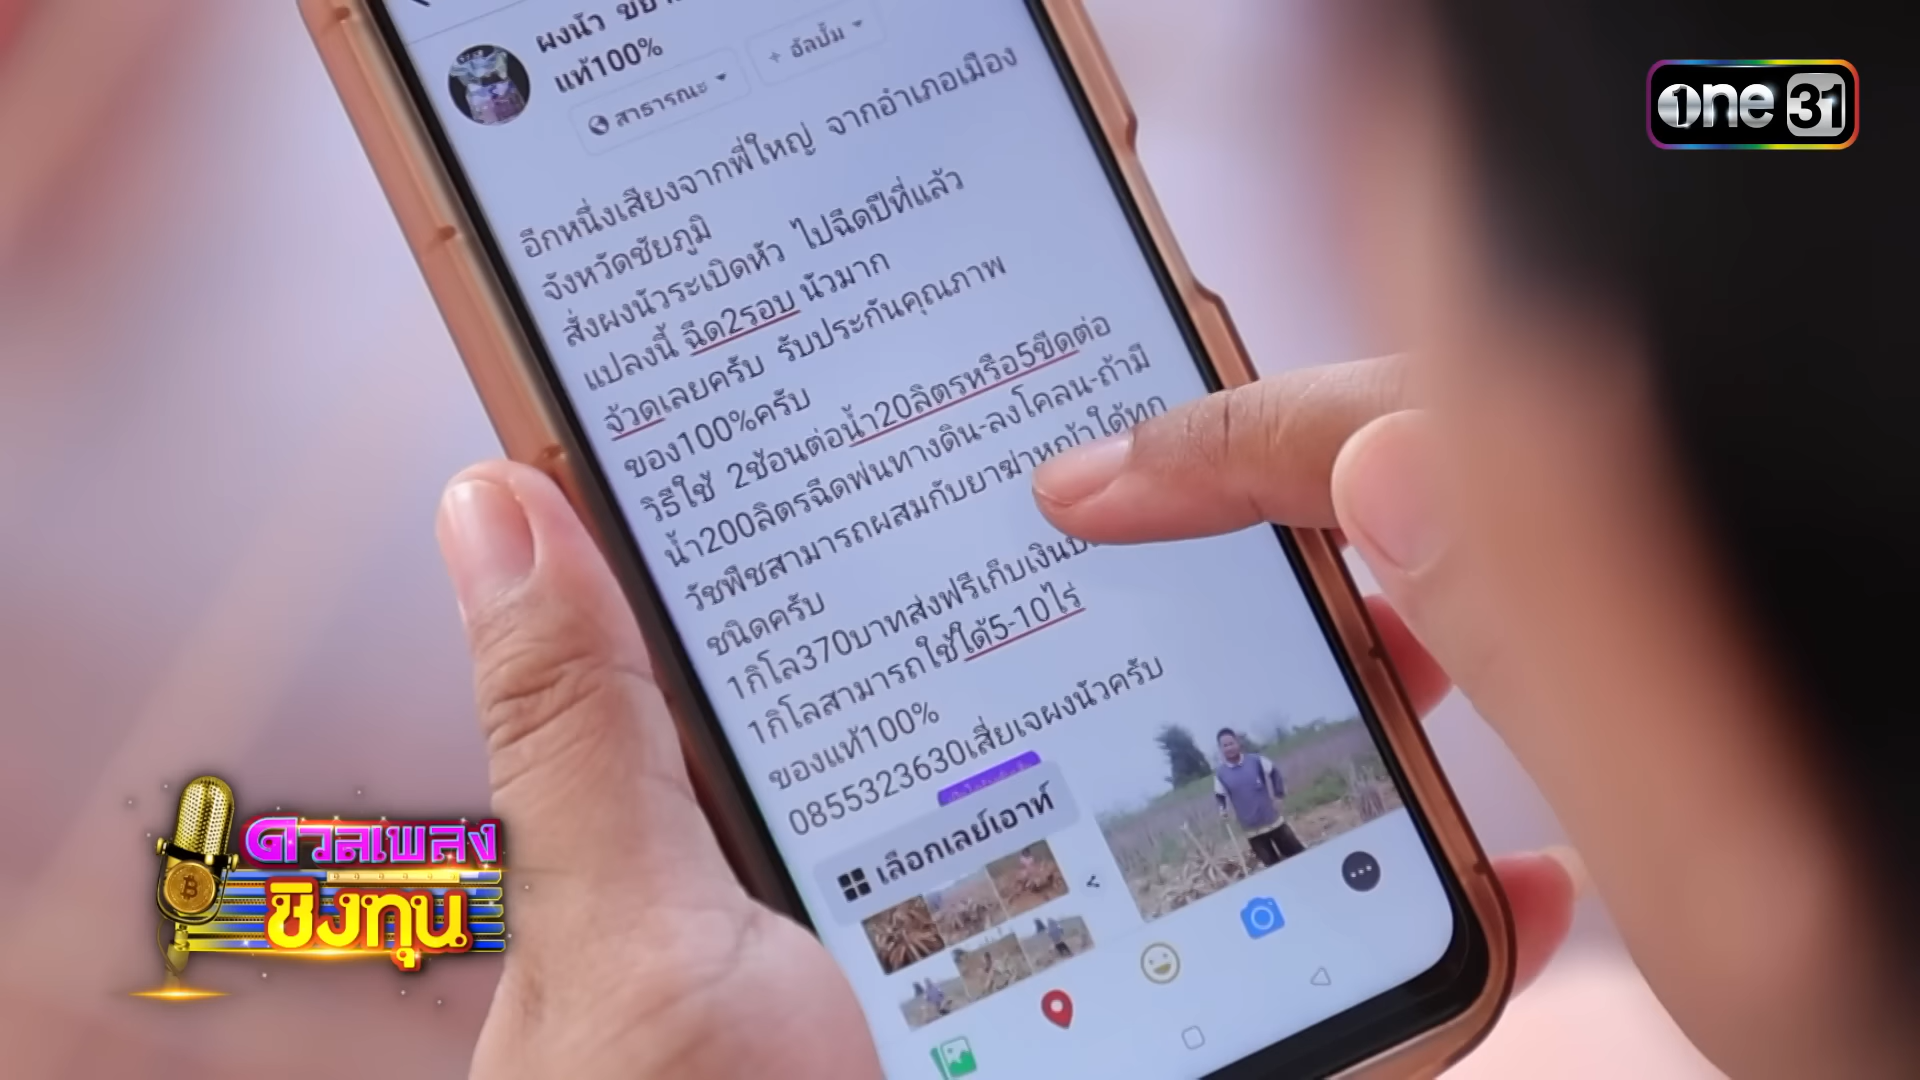 ผงนัว
แท้100%
สาธารณะ
+ อัลบั้ม
one 31
อีกหนึ่งเสียงจากพี่ใหญ่ จากอำเภอเมือง
จังหวัดชัยภูมิ
สั่งผงนัวระเบิดหัว ไปฉีดปีที่แล้ว
แปลงนี้ ฉีด2รอบ นัวมาก
จ้วดเลยครับ รับประกันคุณภาพ
ของ100%ครับ
วิธีใช้ 2ช้อนต่อน้ำ20ลิตรหรือ5ขีดต่อ
น้ำ200ลิตรฉีดพ่นทางดิน-ลงโคลน-ถ้ามี
วัชพืชสามารถผสมกับยาฆ่าหญ้าได้ทุก
ชนิดครับ
1กิโล370บาทส่งฟรีเก็บเงิน
1กิโลสามารถใช้ได้5-10ไร่
ของแท้100%
0855323630เสี่ยเจผงนัวครับ
เลือกเลย์เอาท์
ดวลเพลง
ชิงทุน